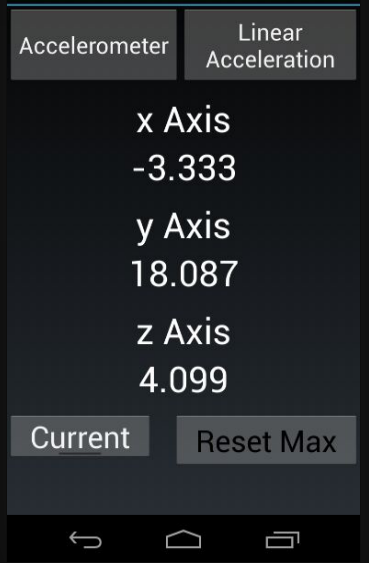 Accelerometer
Linear
Acceleration
x Axis
-3.333
y Axis
18.087
z Axis
4.099
Current
Reset Max